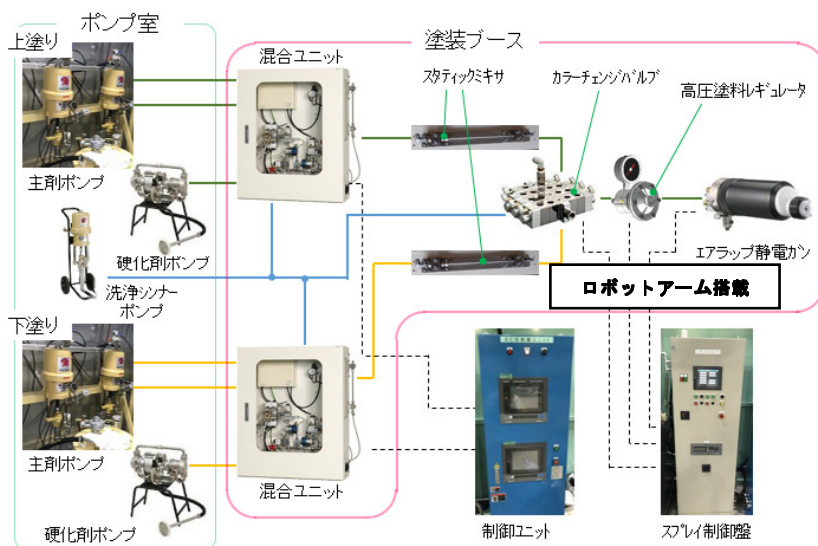 ポンプ室
塗装ブース
上塗り
混合ユニット
スタティックミキサ
カラーチェンジバルブ
高圧塗料レギュレータ
主剤ポンプ
硬化剤ポンプ
洗浄シンナー
ポンプ
エアラップ静電ガン
ロボットアーム搭載
下塗り
主剤ポンプ
混合ユニット
硬化剤ポンプ
制御ユニット
スプレイ制御盤